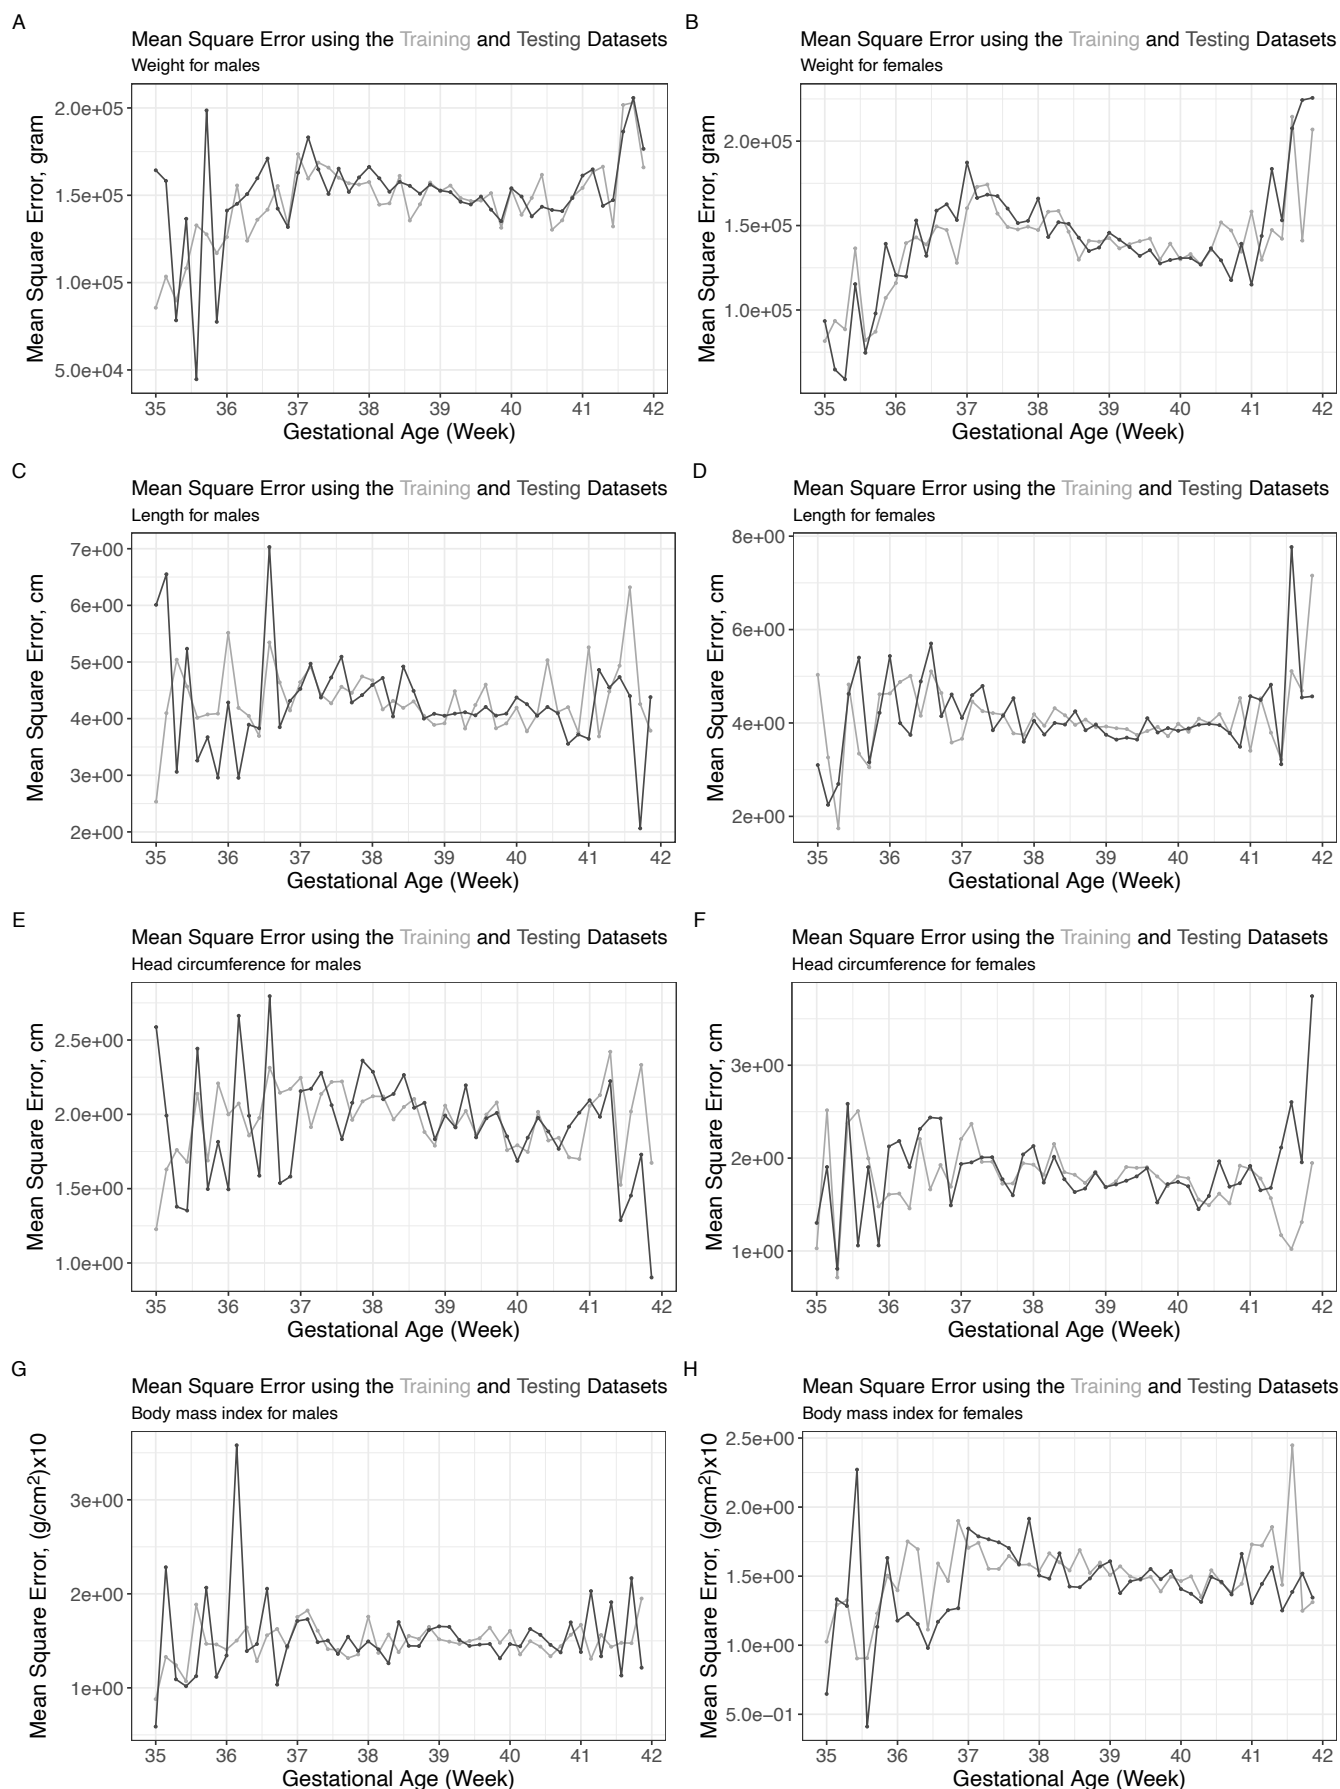 A
Mean Square Error using the Training and Testing Datasets
Weight for males
Mean Square Error, gram
2.0e+05
1.5e+05
1.0e+05
5.0e+04
35 36 37 38 39 40 41 42
Gestational Age (Week)
B
Mean Square Error using the Training and Testing Datasets
Weight for females
Mean Square Error, gram
2.0e+05
1.5e+05
1.0e+05
35 36 37 38 39 40 41 42
Gestational Age (Week)
C
Mean Square Error using the Training and Testing Datasets
Length for males
Mean Square Error, cm
7e+00
6e+00
5e+00
4e+00
3e+00
2e+00
35 36 37 38 39 40 41 42
Gestational Age (Week)
D
Mean Square Error using the Training and Testing Datasets
Length for females
Mean Square Error, cm
8e+00
6e+00
4e+00
2e+00
35 36 37 38 39 40 41 42
Gestational Age (Week)
E
Mean Square Error using the Training and Testing Datasets
Head circumference for males
Mean Square Error, cm
2.5e+00
2.0e+00
1.5e+00
1.0e+00
35 36 37 38 39 40 41 42
Gestational Age (Week)
F
Mean Square Error using the Training and Testing Datasets
Head circumference for females
Mean Square Error, cm
3e+00
2e+00
1e+00
35 36 37 38 39 40 41 42
Gestational Age (Week)
G
Mean Square Error using the Training and Testing Datasets
Body mass index for males
Mean Square Error, (g/cm²)x10
3e+00
2e+00
1e+00
35 36 37 38 39 40 41 42
Gestational Age (Week)
H
Mean Square Error using the Training and Testing Datasets
Body mass index for females
Mean Square Error, (g/cm²)x10
2.5e+00
2.0e+00
1.5e+00
1.0e+00
5.0e−01
35 36 37 38 39 40 41 42
Gestational Age (Week)